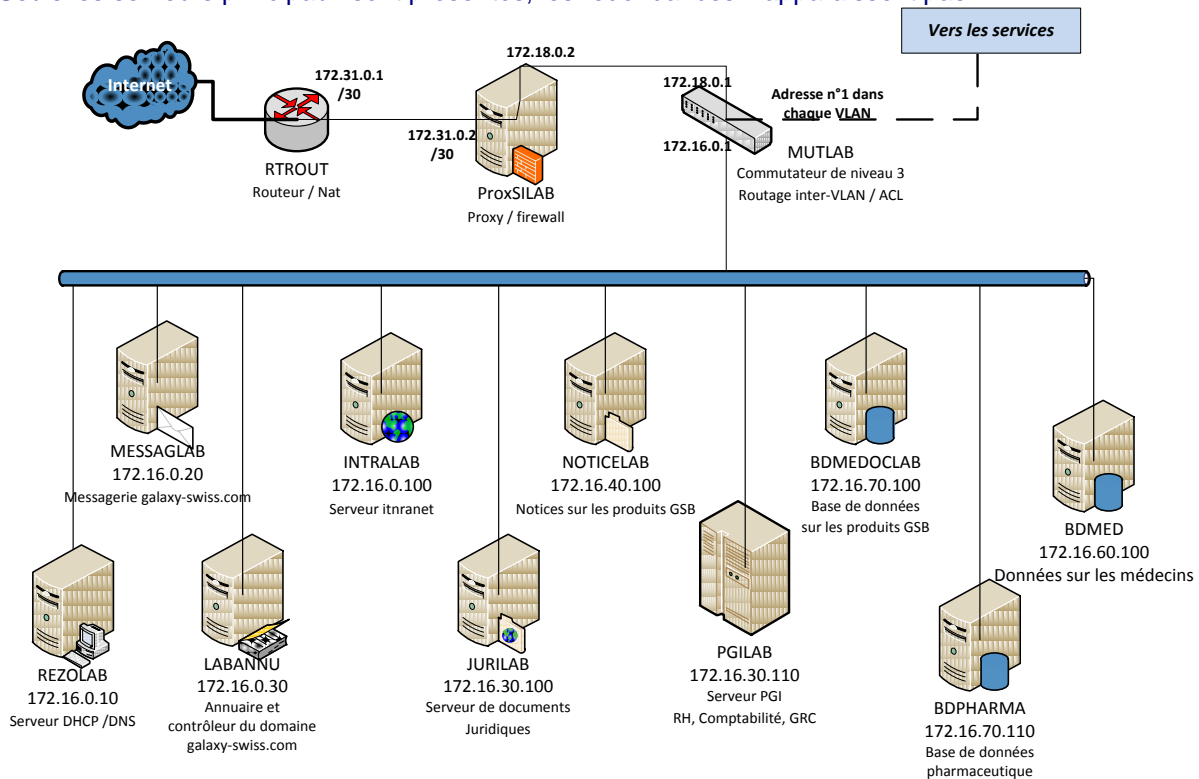 Vers les services
172.18.0.2
Internet
172.31.0.1
/30
172.18.0.1
Adresse n°1 dans
chaque VLAN
172.31.0.2
/30
172.16.0.1
RTROUT
Routeur / Nat
ProxSILAB
Proxy / firewall
MUTLAB
Commutateur de niveau 3
Routage inter-VLAN / ACL
MESSAGLAB
172.16.0.20
Messagerie galaxy-swiss.com
INTRALAB
172.16.0.100
Serveur itnranet
NOTICELAB
172.16.40.100
Notices sur les produits GSB
BDMEDOCLAB
172.16.70.100
Base de données
sur les produits GSB
BDMED
172.16.60.100
Données sur les médecins
REZOLAB
172.16.0.10
Serveur DHCP /DNS
LABANNU
172.16.0.30
Annuaire et
contrôleur du domaine
galaxy-swiss.com
JURILAB
172.16.30.100
Serveur de documents
Juridiques
PGILAB
172.16.30.110
Serveur PGI
RH, Comptabilité, GRC
BDPHARMA
172.16.70.110
Base de données
pharmaceutique